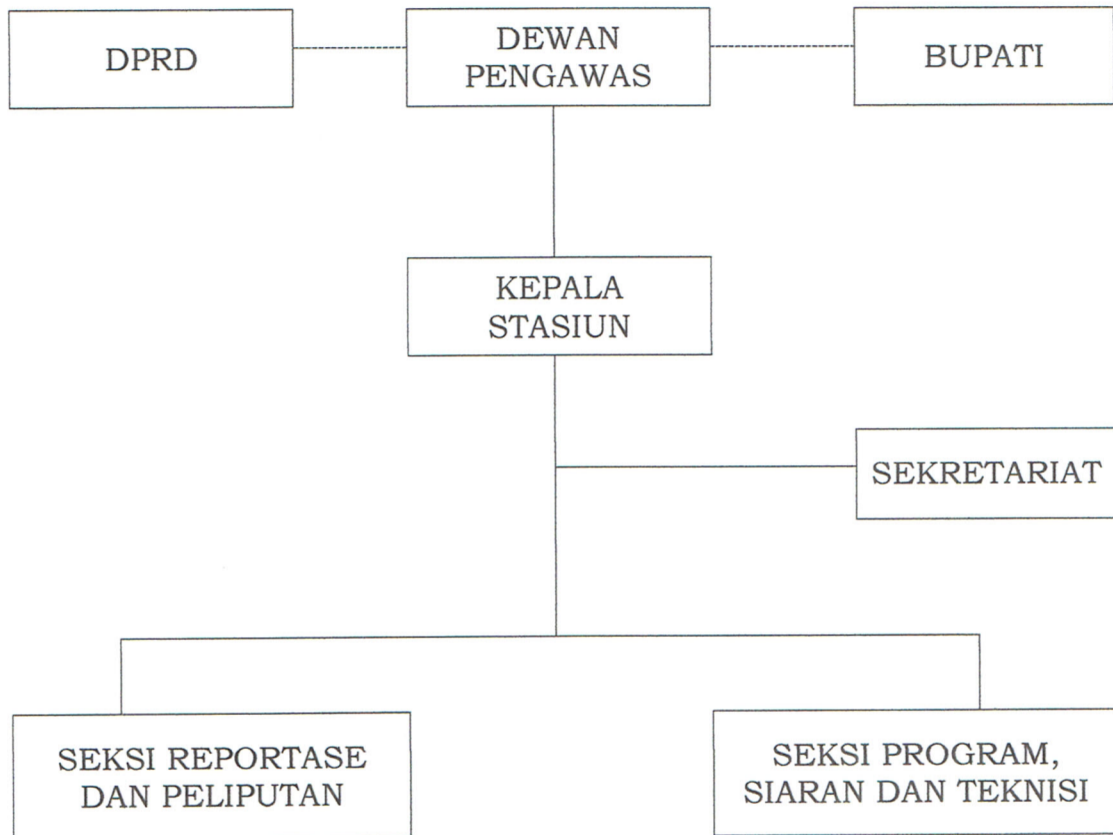 DPRD
DEWAN
PENGAWAS
BUPATI
KEPALA
STASIUN
SEKRETARIAT
SEKSI REPORTASE
DAN PELIPUTAN
SEKSI PROGRAM,
SIARAN DAN TEKNISI